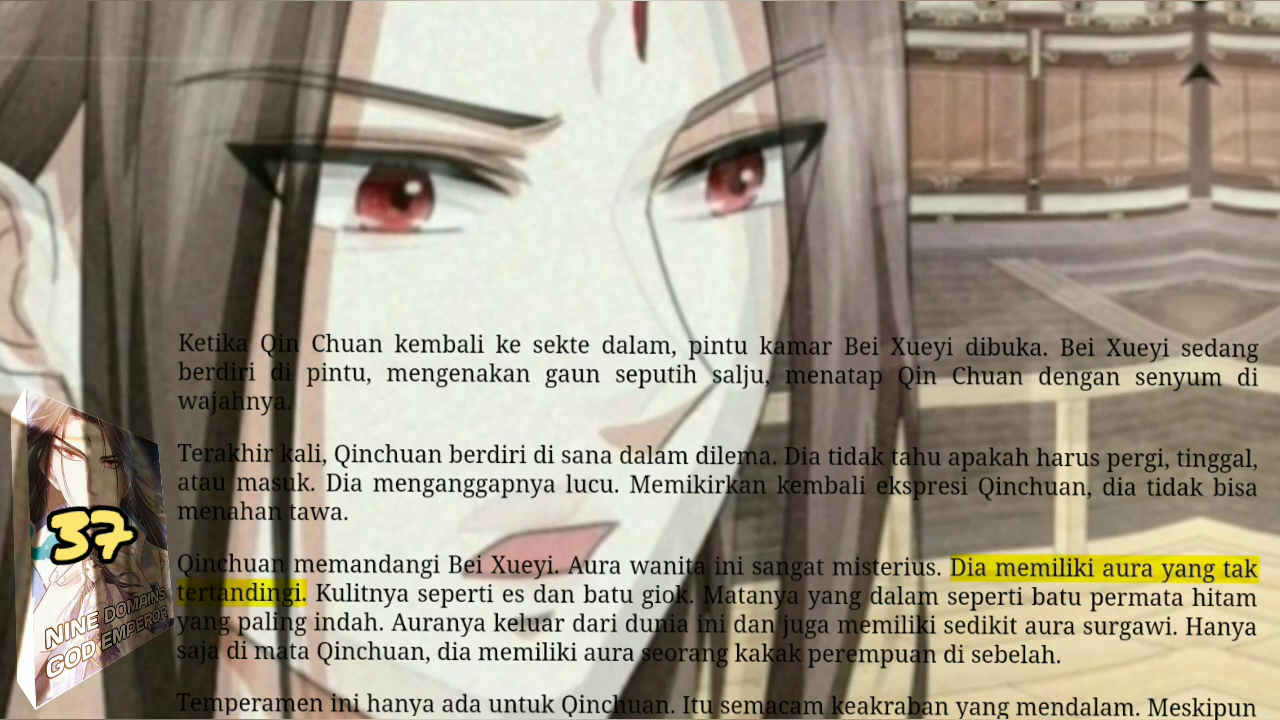 Ketika Qin Chuan kembali ke sekte dalam, pintu kamar Bei Xueyi dibuka. Bei Xueyi sedang
berdiri di pintu, mengenakan gaun seputih salju, menatap Qin Chuan dengan senyum di
wajahnya.
Terakhir kali, Qinchuan berdiri di sana dalam dilema. Dia tidak tahu apakah harus pergi, tinggal,
atau masuk. Dia menganggapnya lucu. Memikirkan kembali ekspresi Qinchuan, dia tidak bisa
menahan tawa.
Qinchuan memandangi Bei Xueyi. Aura wanita ini sangat misterius. Dia memiliki aura yang tak
tertandingi. Kulitnya seperti es dan batu giok. Matanya yang dalam seperti batu permata hitam
yang paling indah. Auranya keluar dari dunia ini dan juga memiliki sedikit aura surgawi. Hanya
saja di mata Qinchuan, dia memiliki aura seorang kakak perempuan di sebelah.
Temperamen ini hanya ada untuk Qinchuan. Itu semacam keakraban yang mendalam. Meskipun
37
NINE DOMAINS
GOD EMPEROR